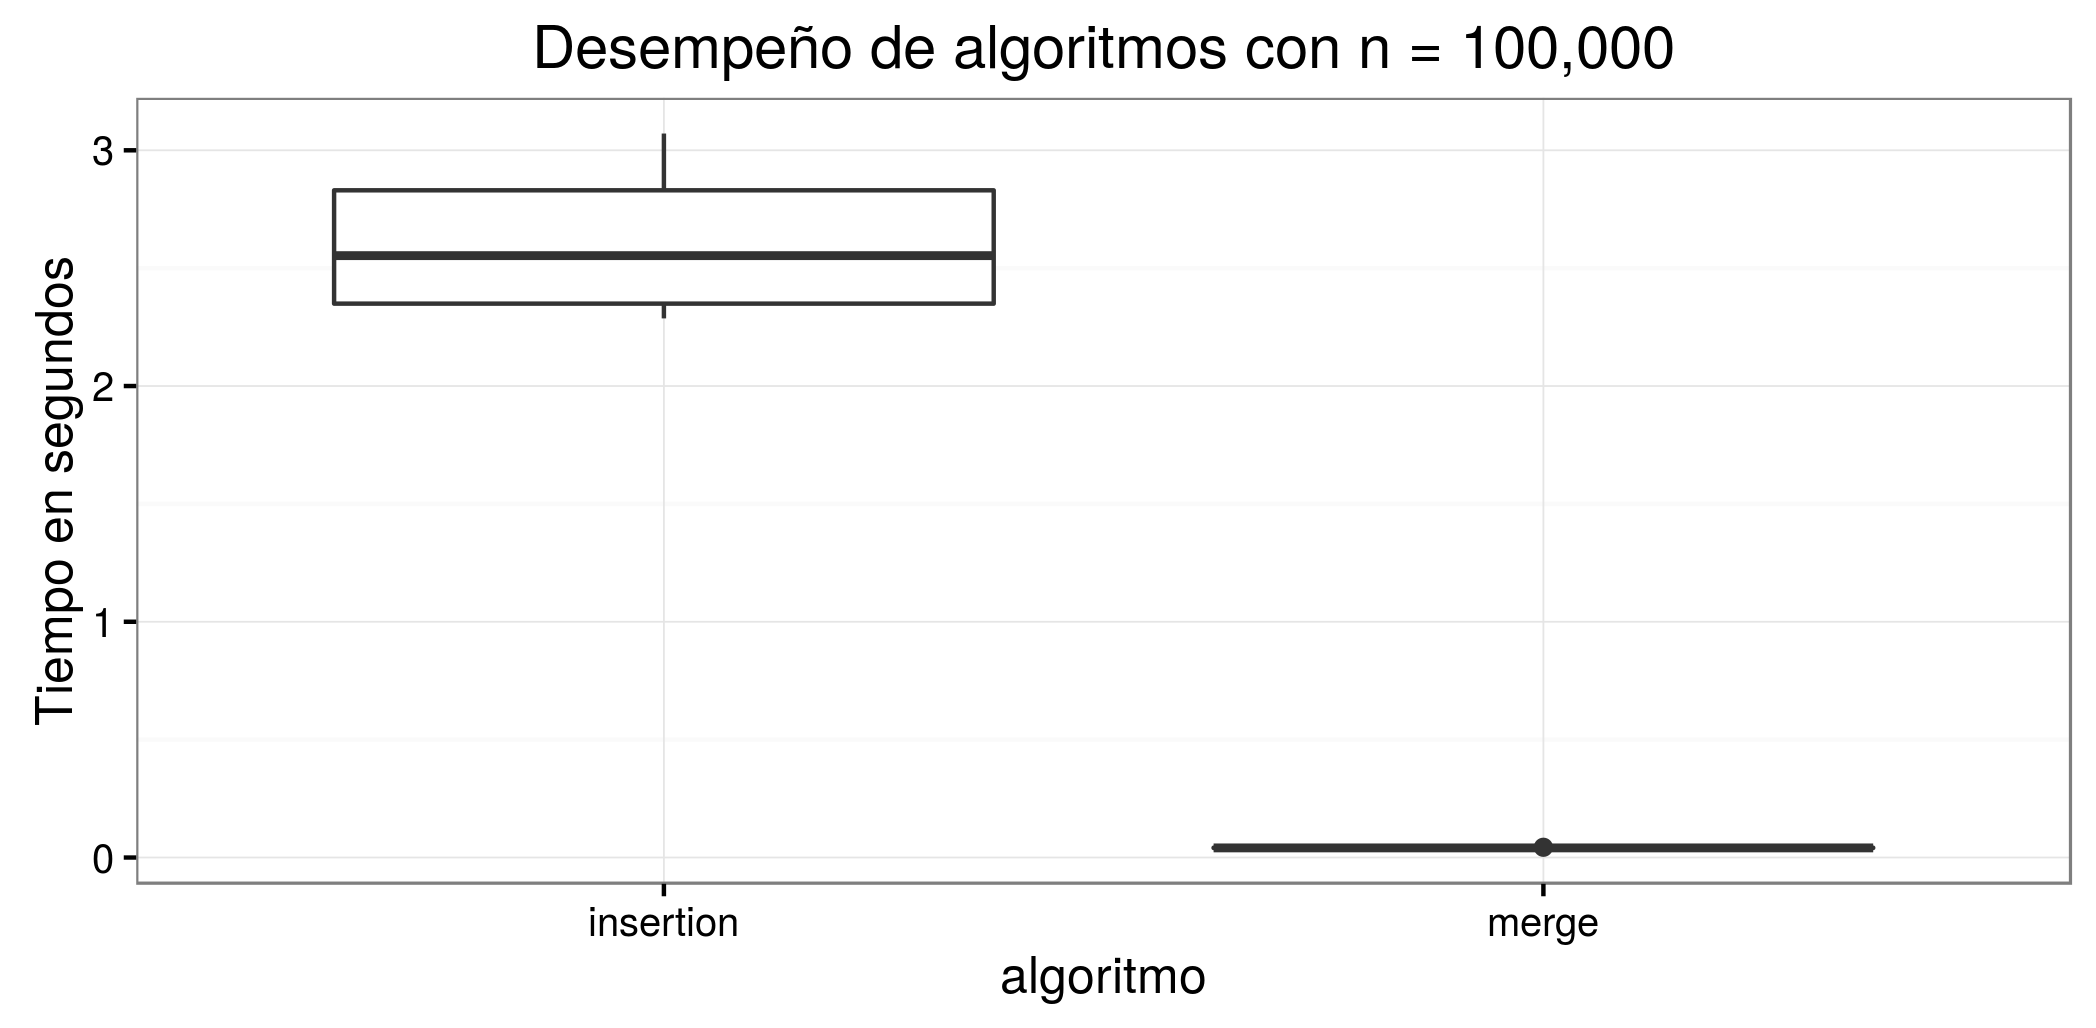 Desempeño de algoritmos con n = 100,000
Tiempo en segundos
3
2
1
0
insertion
merge
algoritmo